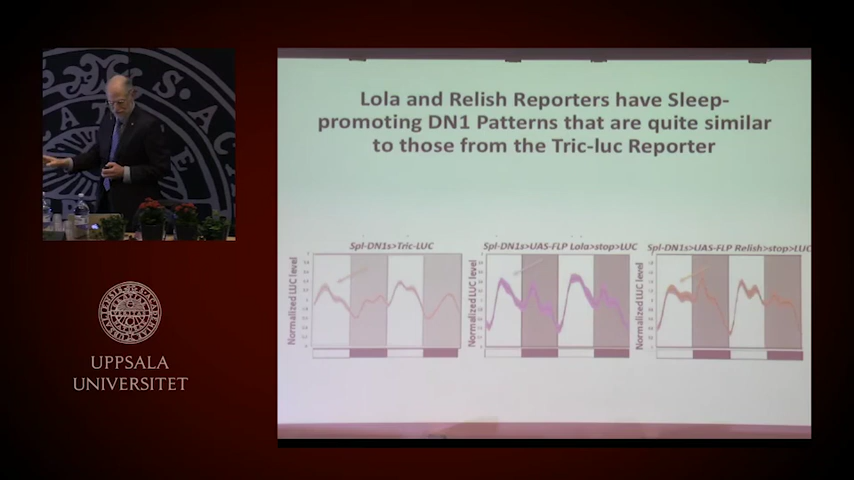 Lola and Relish Reporters have Sleep-
promoting DN1 Patterns that are quite similar
to those from the Tric-luc Reporter
Spl-DN1s>Tric-LUC
Spl-DN1s>UAS-FLP Lola>stop>LUC
Spl-DN1s>UAS-FLP Relish>stop>LUC
Normalized LUC level
Normalized LUC level
Normalized LUC level
UPPSALA
UNIVERSITET